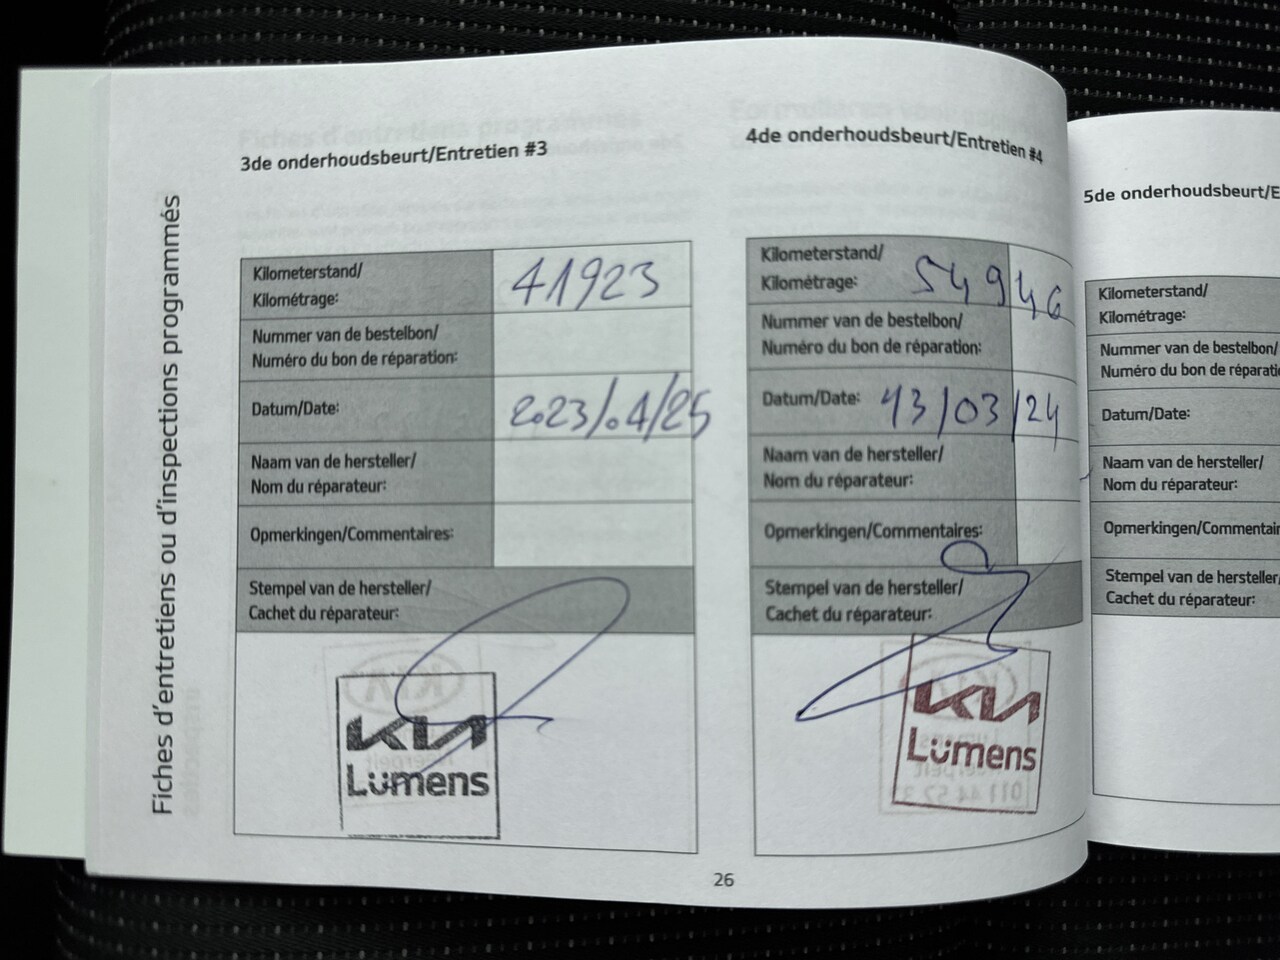 Fiches d'entretiens ou d'inspections programmés
3de onderhoudsbeurt/Entretien #3
Kilometerstand/
Kilométrage:
41923
Nummer van de bestelbon/
Numéro du bon de réparation:
Datum/Date:
2023/04/25
Naam van de hersteller/
Nom du réparateur:
Opmerkingen/Commentaires:
Stempel van de hersteller/
Cachet du réparateur:
KIA
Lümens
4de onderhoudsbeurt/Entretien #4
Kilometerstand/
Kilométrage:
54946
Nummer van de bestelbon/
Numéro du bon de réparation:
Datum/Date:
13/03/24
Naam van de hersteller/
Nom du réparateur:
Opmerkingen/Commentaires:
Stempel van de hersteller/
Cachet du réparateur:
KIA
Lümens
26
5de onderhoudsbeurt/E
Kilometerstand/
Kilométrage:
Nummer van de bestelbon/
Numéro du bon de réparati
Datum/Date:
Naam van de hersteller/
Nom du réparateur:
Opmerkingen/Commentai
Stempel van de hersteller/
Cachet du réparateur: